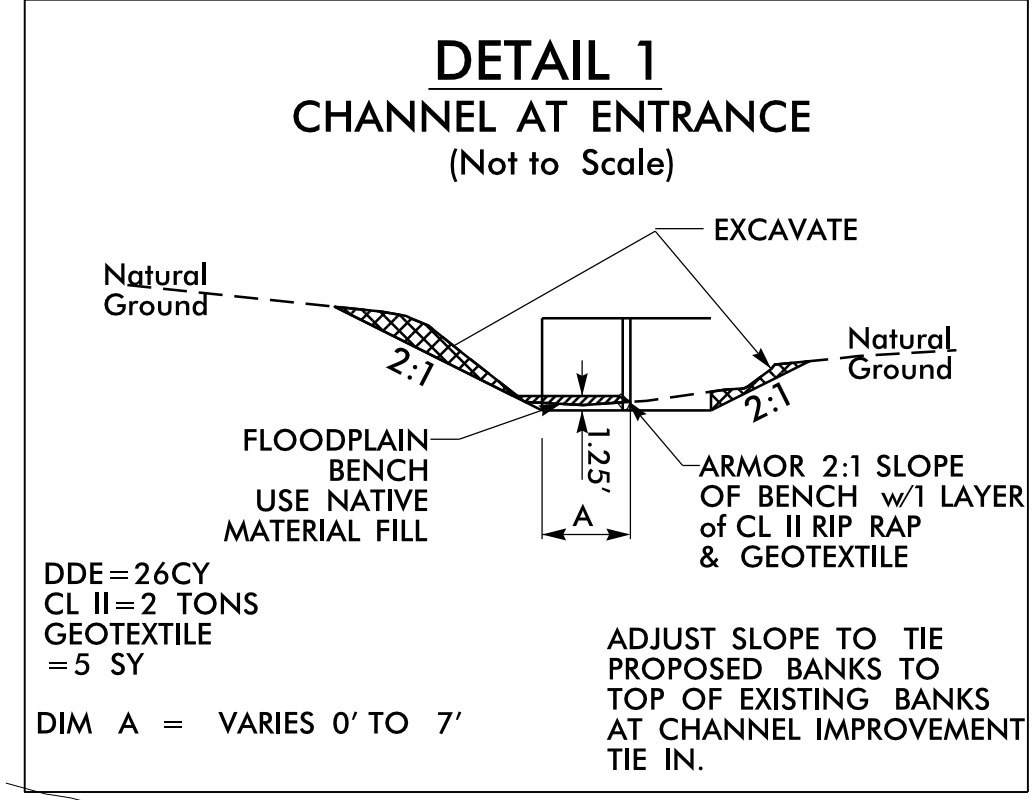 DETAIL 1
CHANNEL AT ENTRANCE
(Not to Scale)
EXCAVATE
Natural
Ground
2:1
Natural
Ground
2:1
FLOODPLAIN
BENCH
USE NATIVE
MATERIAL FILL
1.25'
A
ARMOR 2:1 SLOPE
OF BENCH w/1 LAYER
of CL II RIP RAP
& GEOTEXTILE
DDE=26CY
CL II=2 TONS
GEOTEXTILE
=5 SY
DIM A = VARIES 0' TO 7'
ADJUST SLOPE TO TIE
PROPOSED BANKS TO
TOP OF EXISTING BANKS
AT CHANNEL IMPROVEMENT
TIE IN.